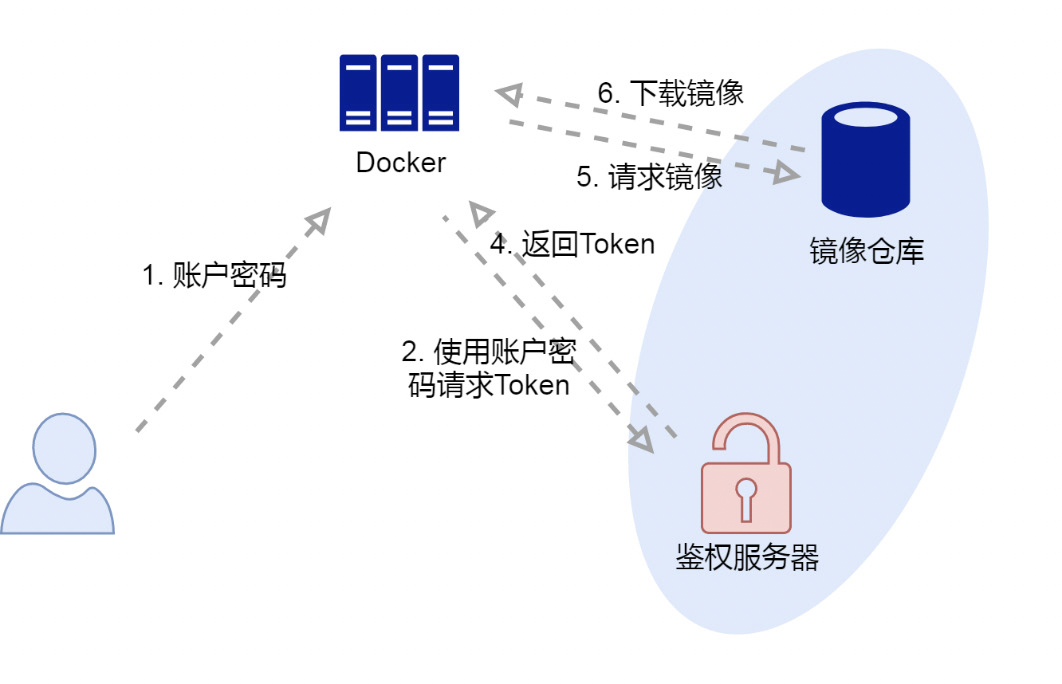 6. 下载镜像
Docker
5. 请求镜像
镜像仓库
4. 返回Token
1. 账户密码
2. 使用账户密
码请求Token
鉴权服务器